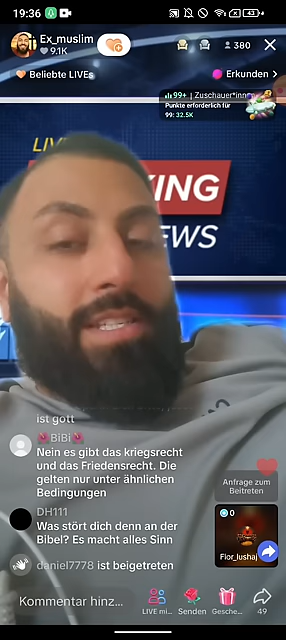 19:36
43
Ex_muslim
9.1K
380
Beliebte LIVEs
Erkunden >
99+ | Zuschauer*innen
Punkte erforderlich für
99: 32.5K
LIVE
KING
EWS
ist gott
BiBi
Nein es gibt das kriegsrecht
und das Friedensrecht. Die
gelten nur unter ähnlichen
Bedingungen
Anfrage zum
Beitreten
DH111
Was stört dich denn an der
Bibel? Es macht alles Sinn
0
Fior_lushaj
daniel7778 ist beigetreten
Kommentar hinz...
LIVE mi...
Senden
Gesche...
49